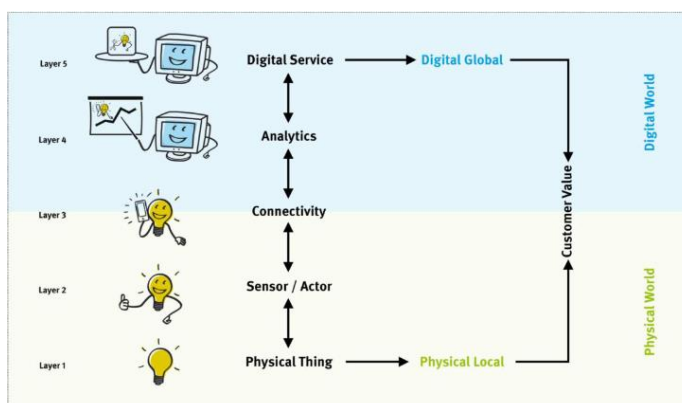 Layer 5
Digital Service
Digital Global
Layer 4
Analytics
Digital World
Layer 3
Connectivity
Customer Value
Layer 2
Sensor / Actor
Physical World
Layer 1
Physical Thing
Physical Local